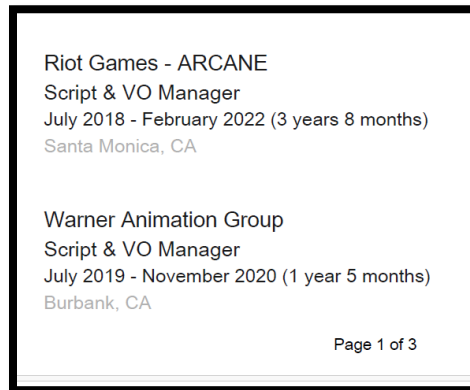 Riot Games - ARCANE
Script & VO Manager
July 2018 - February 2022 (3 years 8 months)
Santa Monica, CA
Warner Animation Group
Script & VO Manager
July 2019 - November 2020 (1 year 5 months)
Burbank, CA
Page 1 of 3